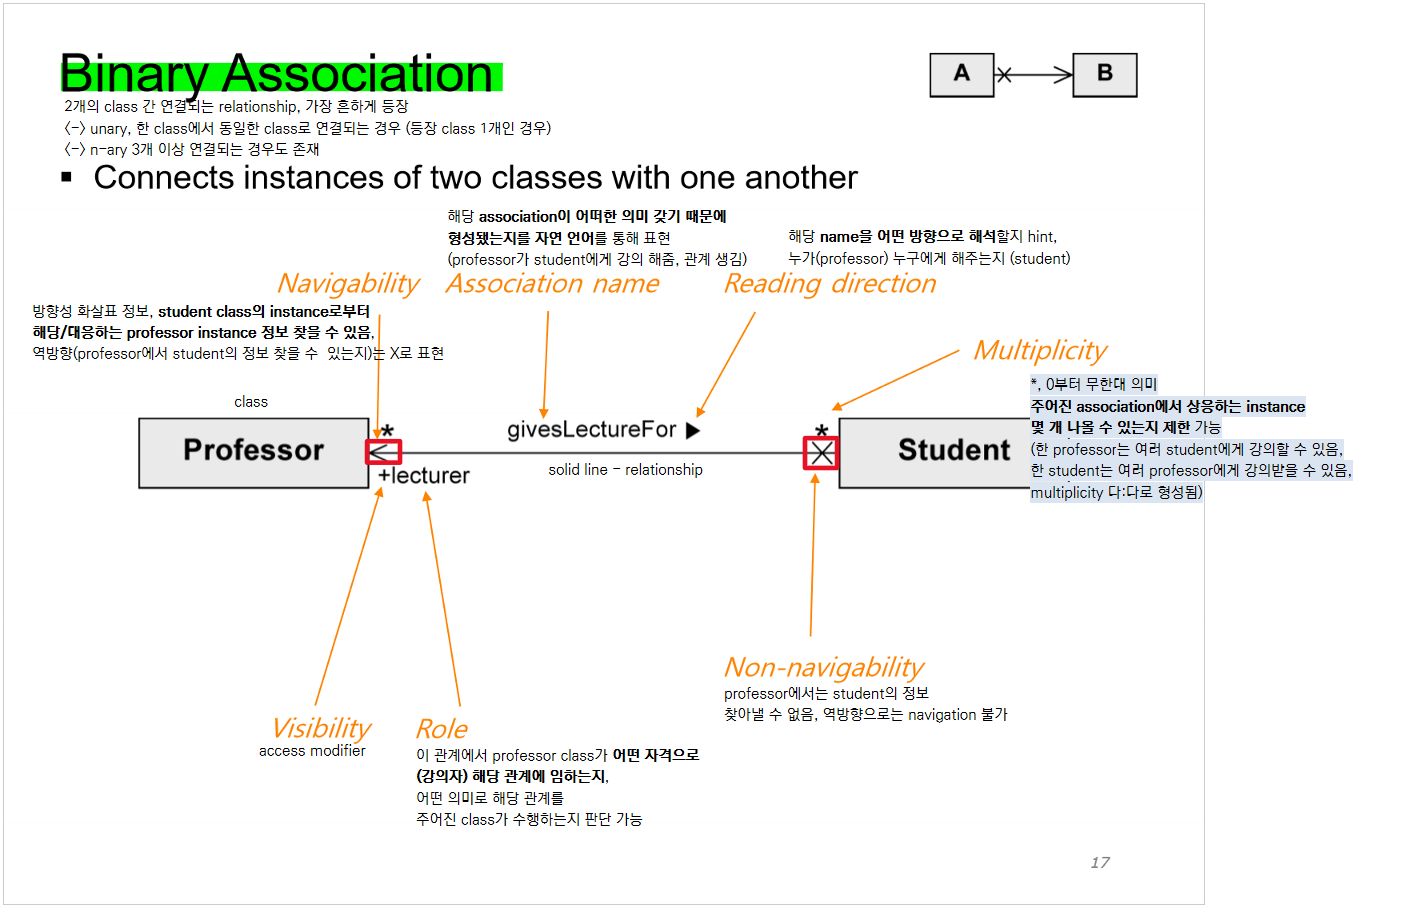 Binary Association
A
B
2개의 class 간 연결되는 relationship, 가장 흔하게 등장
<-> unary, 한 class에서 동일한 class로 연결되는 경우 (등장 class 1개인 경우)
<-> n-ary 3개 이상 연결되는 경우도 존재
▪ Connects instances of two classes with one another
해당 association이 어떠한 의미 갖기 때문에
형성됐는지를 자연 언어를 통해 표현
(professor가 student에게 강의 해줌, 관계 생김)
해당 name을 어떤 방향으로 해석할지 hint,
누가(professor) 누구에게 해주는지 (student)
Navigability
Association name
Reading direction
방향성 화살표 정보, student class의 instance로부터
해당/대응하는 professor instance 정보 찾을 수 있음,
역방향(professor에서 student의 정보 찾을 수 있는지)는 X로 표현
Multiplicity
*, 0부터 무한대 의미
주어진 association에서 상응하는 instance
몇 개 나올 수 있는지 제한 가능
(한 professor는 여러 student에게 강의할 수 있음,
한 student는 여러 professor에게 강의받을 수 있음,
multiplicity 다:다로 형성됨)
class
Professor
*
givesLectureFor ▶
*
Student
+lecturer
solid line - relationship
Non-navigability
professor에서는 student의 정보
찾아낼 수 없음, 역방향으로는 navigation 불가
Visibility
access modifier
Role
이 관계에서 professor class가 어떤 자격으로
(강의자) 해당 관계에 임하는지,
어떤 의미로 해당 관계를
주어진 class가 수행하는지 판단 가능
17